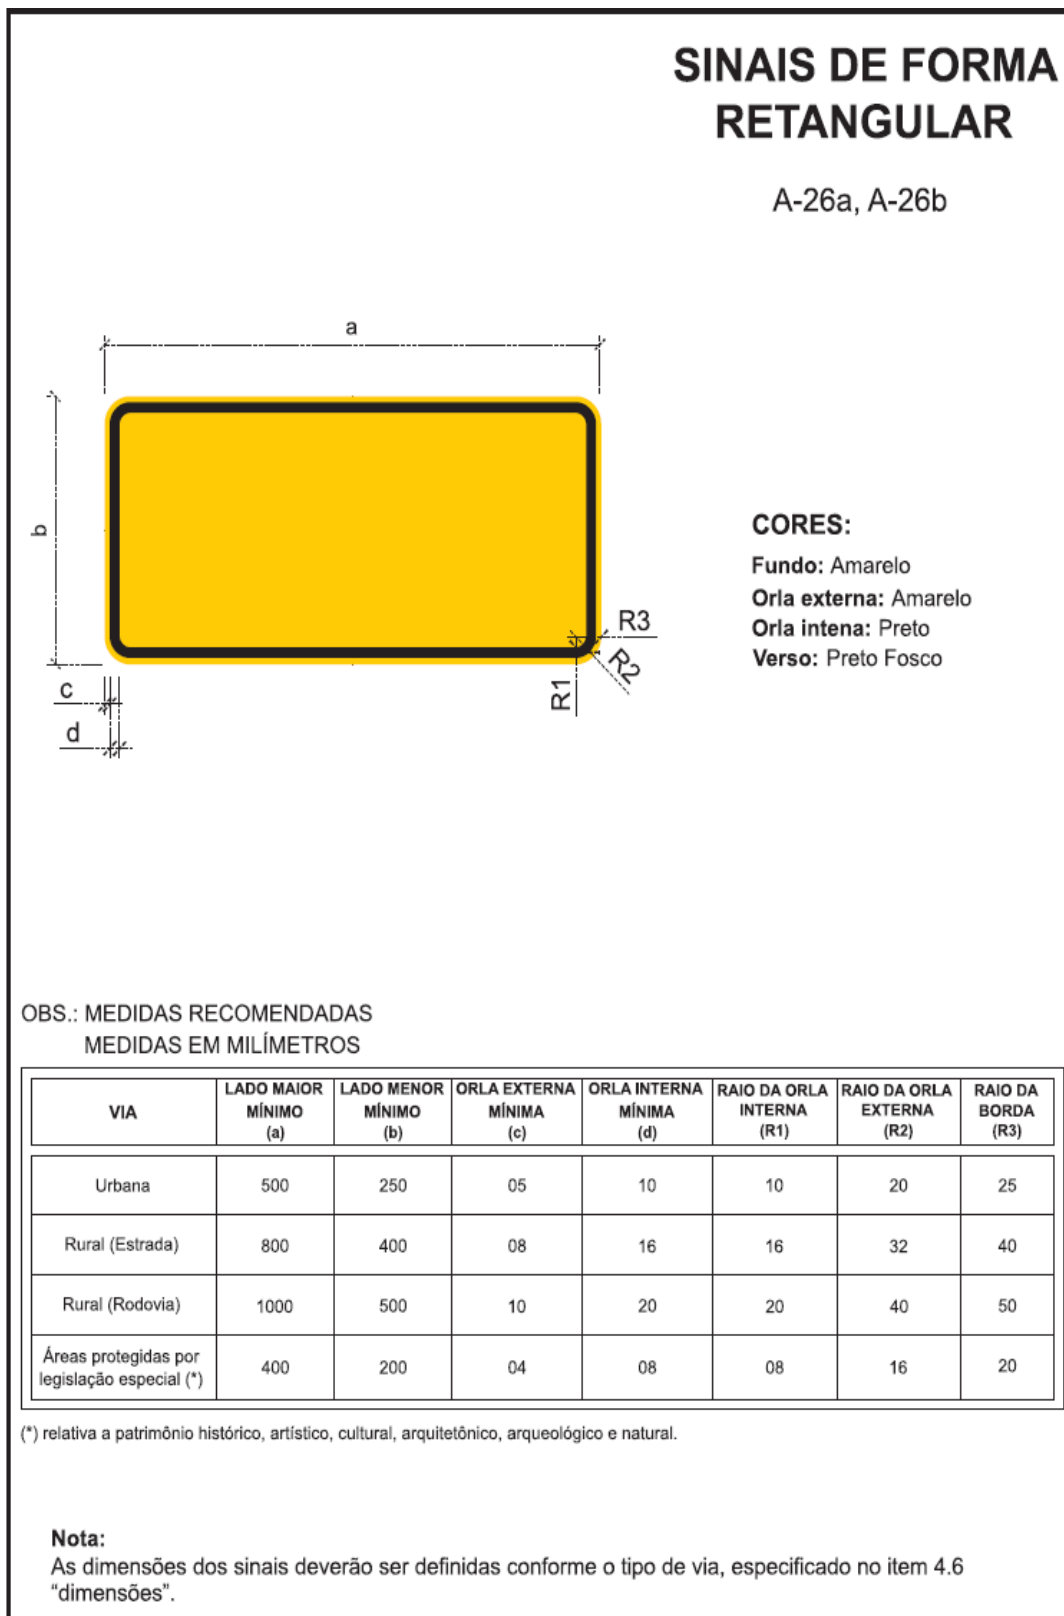 SINAIS DE FORMA
RETANGULAR
A-26a, A-26b
a
b
CORES:
Fundo: Amarelo
Orla externa: Amarelo
Orla intena: Preto
Verso: Preto Fosco
R3
R2
R1
c
d
OBS.: MEDIDAS RECOMENDADAS
MEDIDAS EM MILÍMETROS
VIA LADO MAIOR MÍNIMO (a) LADO MENOR MÍNIMO (b) ORLA EXTERNA MÍNIMA (c) ORLA INTERNA MÍNIMA (d) RAIO DA ORLA INTERNA (R1) RAIO DA ORLA EXTERNA (R2) RAIO DA BORDA (R3)
Urbana 500 250 05 10 10 20 25
Rural (Estrada) 800 400 08 16 16 32 40
Rural (Rodovia) 1000 500 10 20 20 40 50
Áreas protegidas por legislação especial (*) 400 200 04 08 08 16 20
(*) relativa a patrimônio histórico, artístico, cultural, arquitetônico, arqueológico e natural.
Nota:
As dimensões dos sinais deverão ser definidas conforme o tipo de via, especificado no item 4.6
“dimensões”.